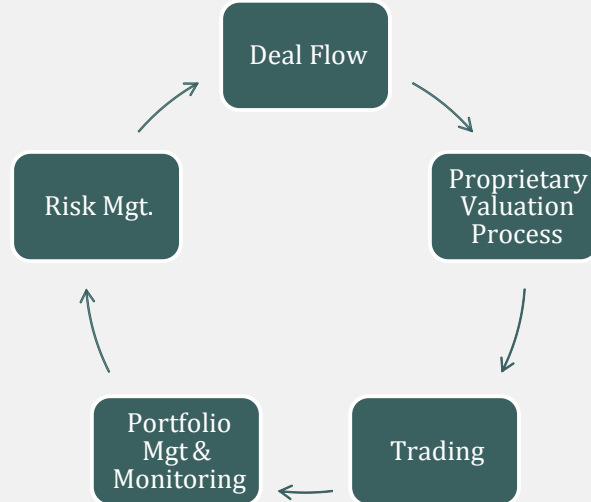 Deal Flow
Proprietary
Valuation
Process
Trading
Portfolio
Mgt &
Monitoring
Risk Mgt.